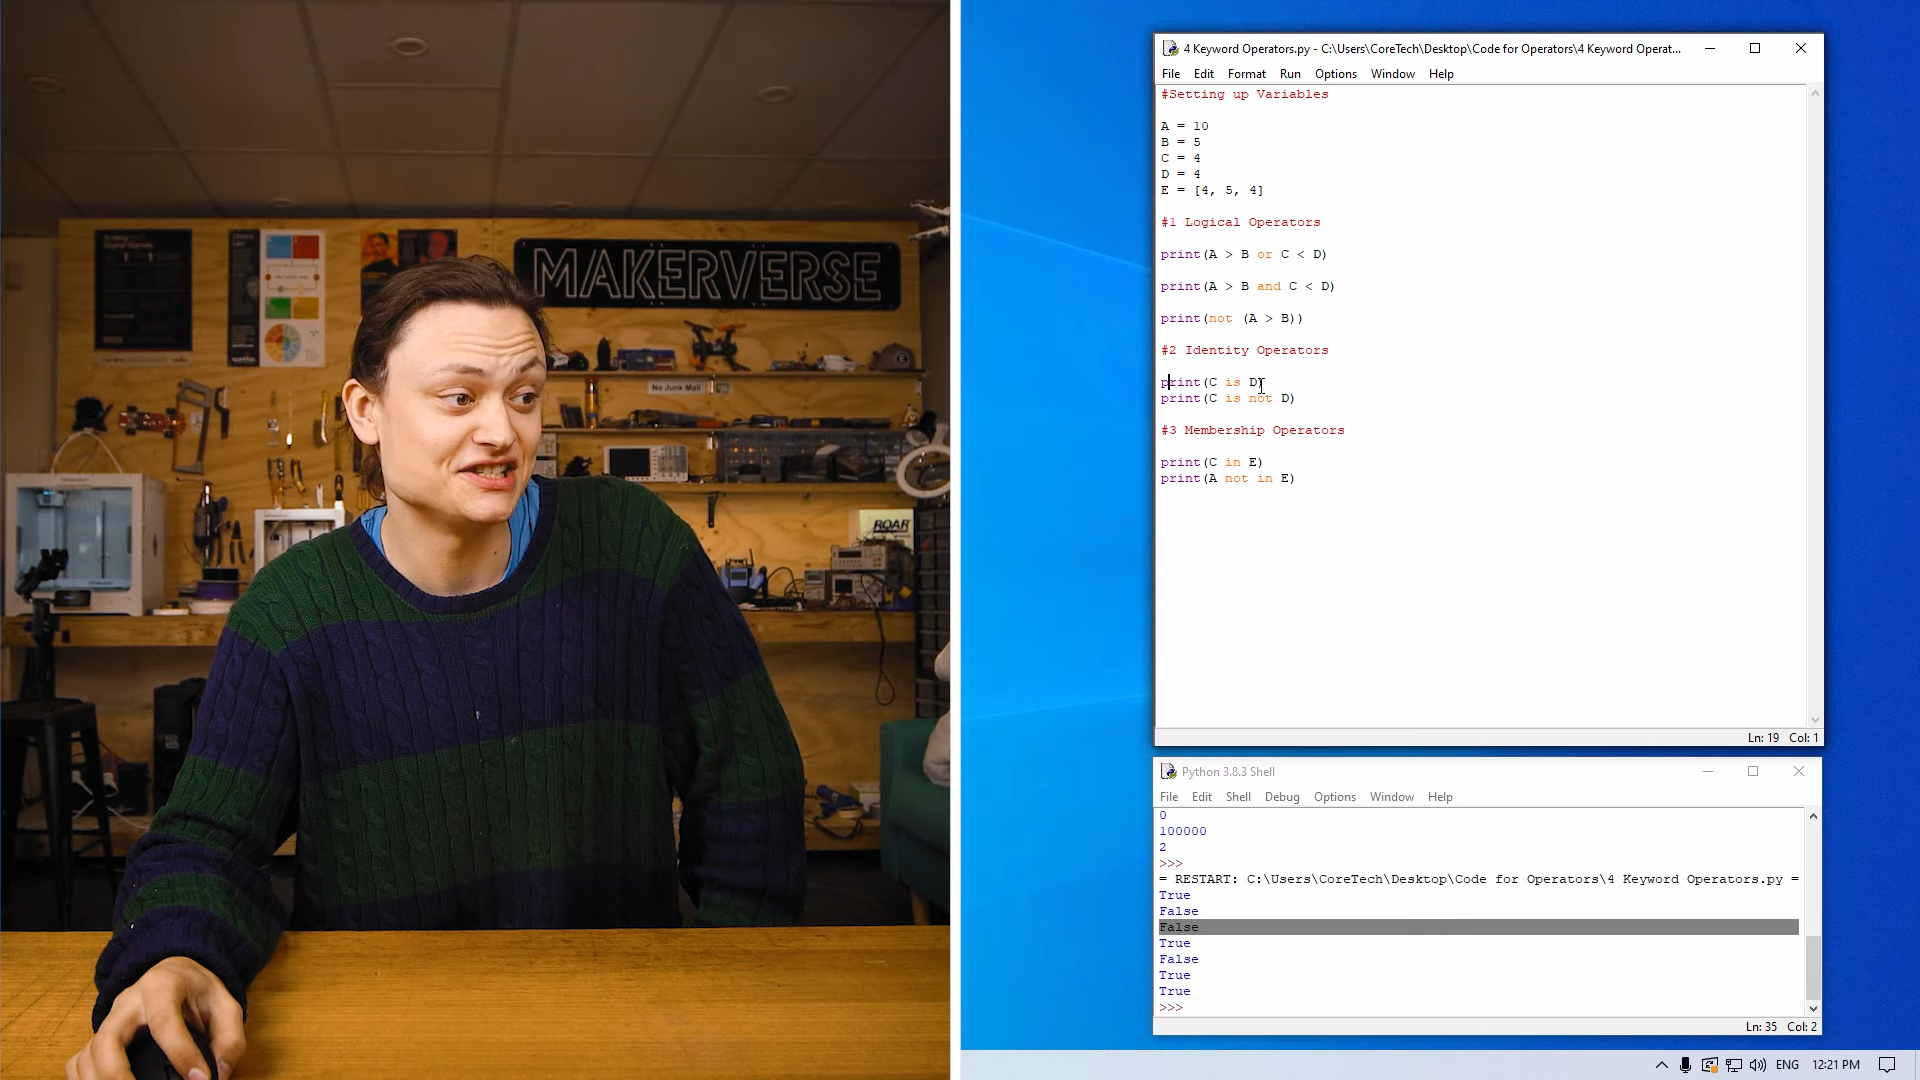 MAKERVERSE
No Junk Mail
ROAR
4 Keyword Operators.py - C:\Users\CoreTech\Desktop\Code for Operators\4 Keyword Operat...
File Edit Format Run Options Window Help
#Setting up Variables
A = 10
B = 5
C = 4
D = 4
E = [4, 5, 4]
#1 Logical Operators
print(A > B or C < D)
print(A > B and C < D)
print(not (A > B))
#2 Identity Operators
print(C is D)
print(C is not D)
#3 Membership Operators
print(C in E)
print(A not in E)
Ln: 19 Col: 1
Python 3.8.3 Shell
File Edit Shell Debug Options Window Help
0
100000
2
>>>
= RESTART: C:\Users\CoreTech\Desktop\Code for Operators\4 Keyword Operators.py =
True
False
False
True
False
True
True
>>>
Ln: 35 Col: 2
ENG 12:21 PM